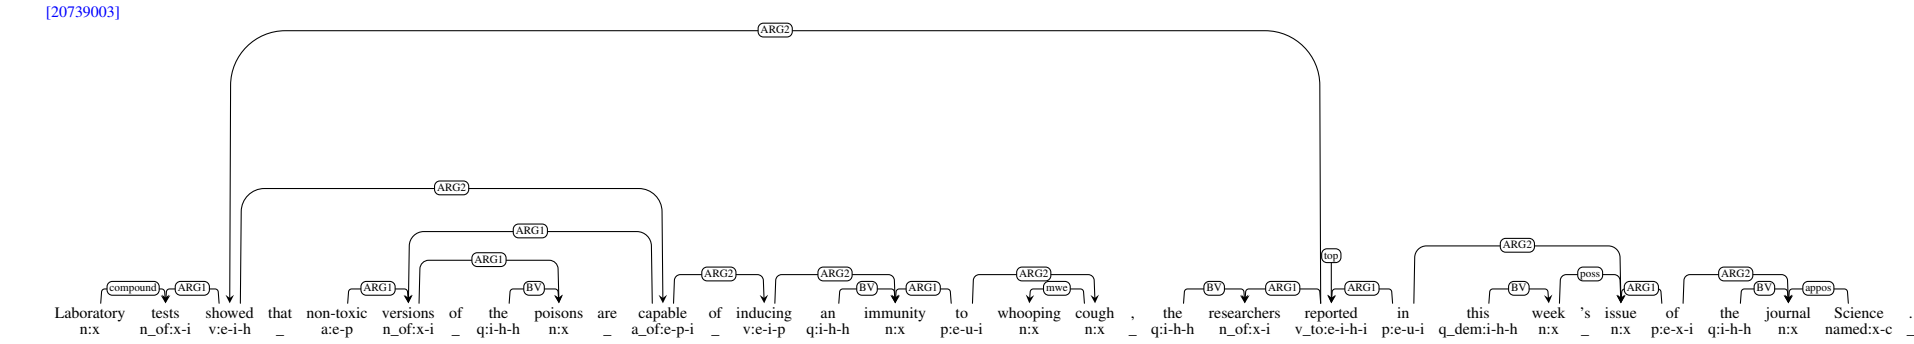 [20739003]
ARG2
ARG2
ARG1
top
ARG2
ARG1
ARG2 ARG2 ARG2 poss ARG2
compound ARG1 ARG1 BV BV ARG1 mwe BV ARG1 ARG1 BV ARG1 BV appos
Laboratory tests showed that non-toxic versions of the poisons are capable of inducing an immunity to whooping cough , the researchers reported in this week 's issue of the journal Science .
n:x n_of:x-i v:e-i-h _ a:e-p n_of:x-i _ q:i-h-h n:x _ a_of:e-p-i _ v:e-i-p q:i-h-h n:x p:e-u-i n:x n:x _ q:i-h-h n_of:x-i v_to:e-i-h-i p:e-u-i q_dem:i-h-h n:x _ n:x p:e-x-i q:i-h-h n:x named:x-c _